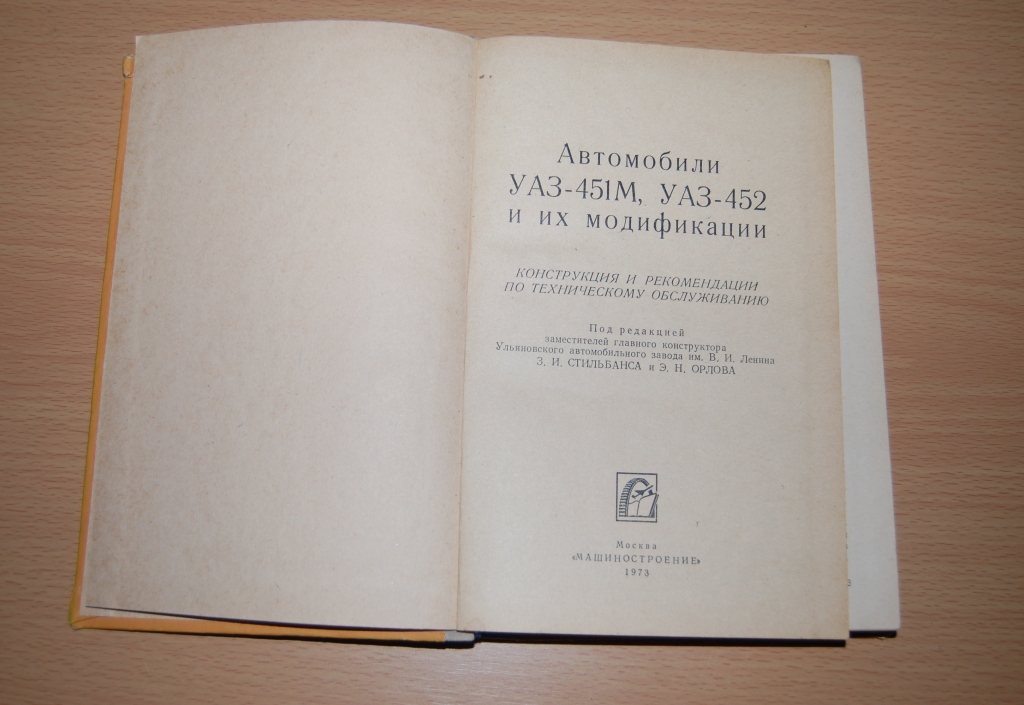 Автомобили
УАЗ-451М, УАЗ-452
и их модификации
КОНСТРУКЦИЯ И РЕКОМЕНДАЦИИ
ПО ТЕХНИЧЕСКОМУ ОБСЛУЖИВАНИЮ
Под редакцией
заместителей главного конструктора
Ульяновского автомобильного завода им. В. И. Ленина
З. И. СТИЛЬБАНСА и Э. Н. ОРЛОВА
Москва
«МАШИНОСТРОЕНИЕ»
1973